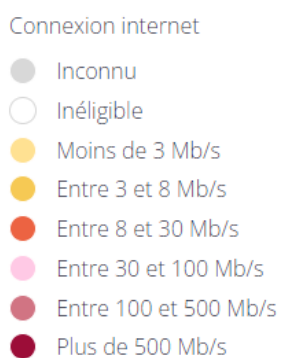 Connexion internet
Inconnu
Inéligible
Moins de 3 Mb/s
Entre 3 et 8 Mb/s
Entre 8 et 30 Mb/s
Entre 30 et 100 Mb/s
Entre 100 et 500 Mb/s
Plus de 500 Mb/s